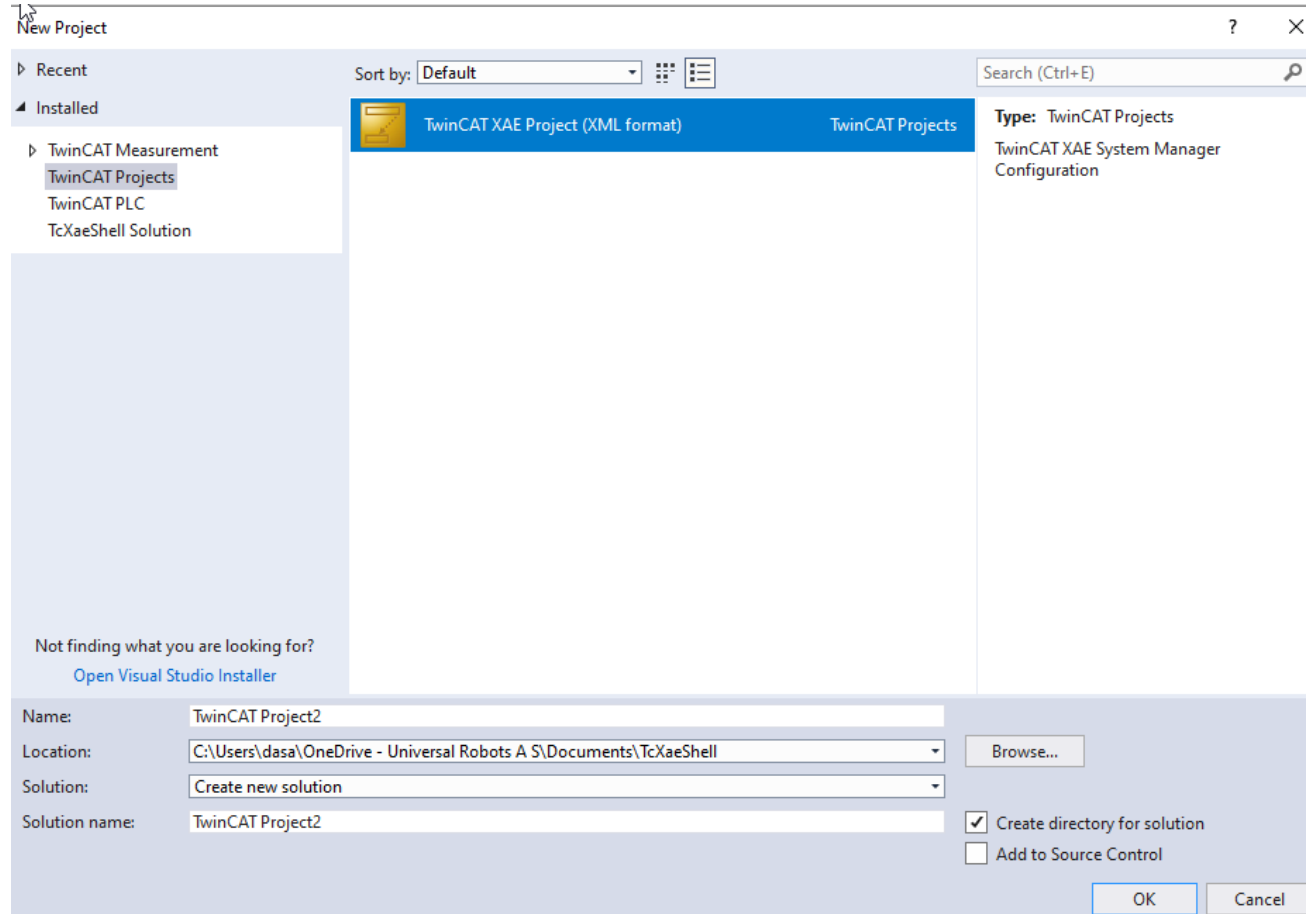 New Project
?
Recent
Sort by: Default
Search (Ctrl+E)
Installed
TwinCAT Measurement
TwinCAT Projects
TwinCAT PLC
TcXaeShell Solution
TwinCAT XAE Project (XML format) TwinCAT Projects
Type: TwinCAT Projects
TwinCAT XAE System Manager
Configuration
Not finding what you are looking for?
Open Visual Studio Installer
Name: TwinCAT Project2
Location: C:\Users\dasa\OneDrive - Universal Robots A S\Documents\TcXaeShell Browse...
Solution: Create new solution
Solution name: TwinCAT Project2
Create directory for solution
Add to Source Control
OK Cancel